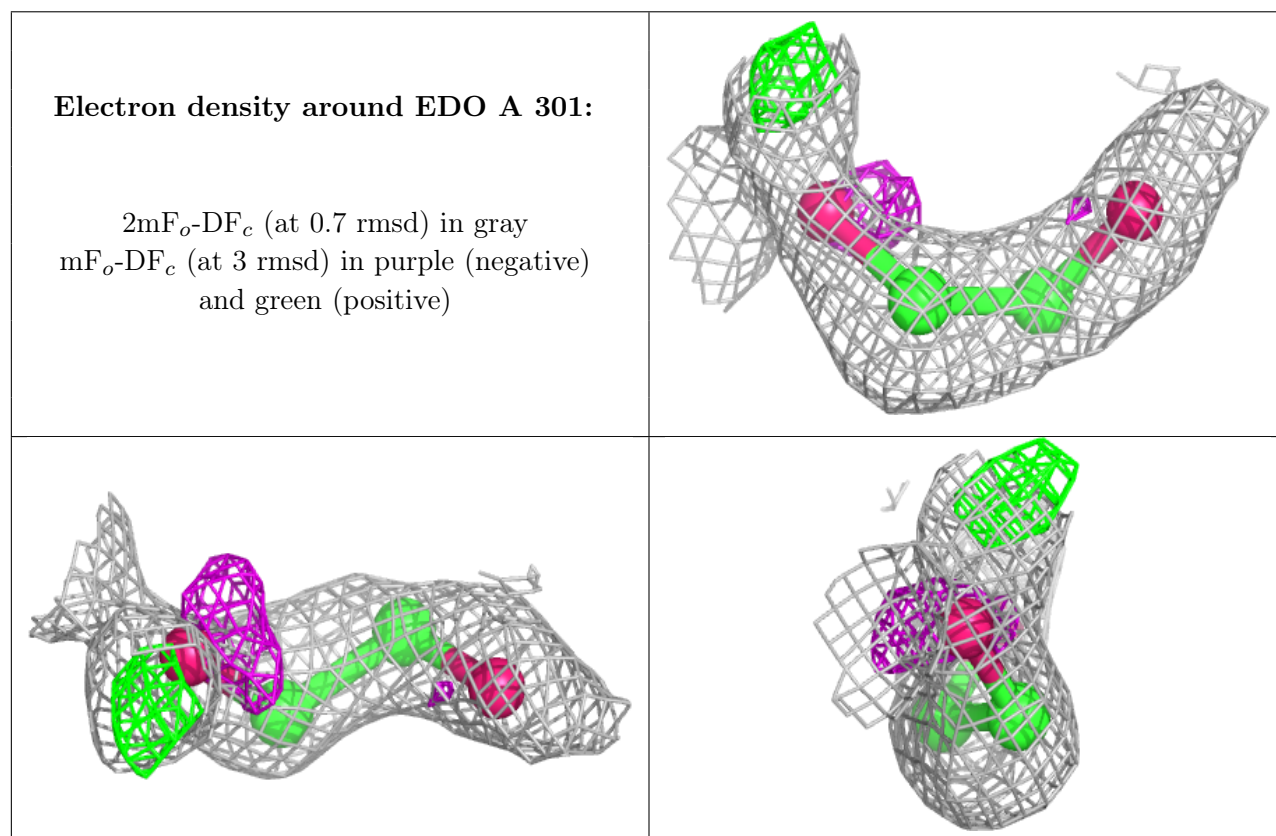 Electron density around EDO A 301:
2mFo-DFc (at 0.7 rmsd) in gray
mFo-DFc (at 3 rmsd) in purple (negative)
and green (positive)